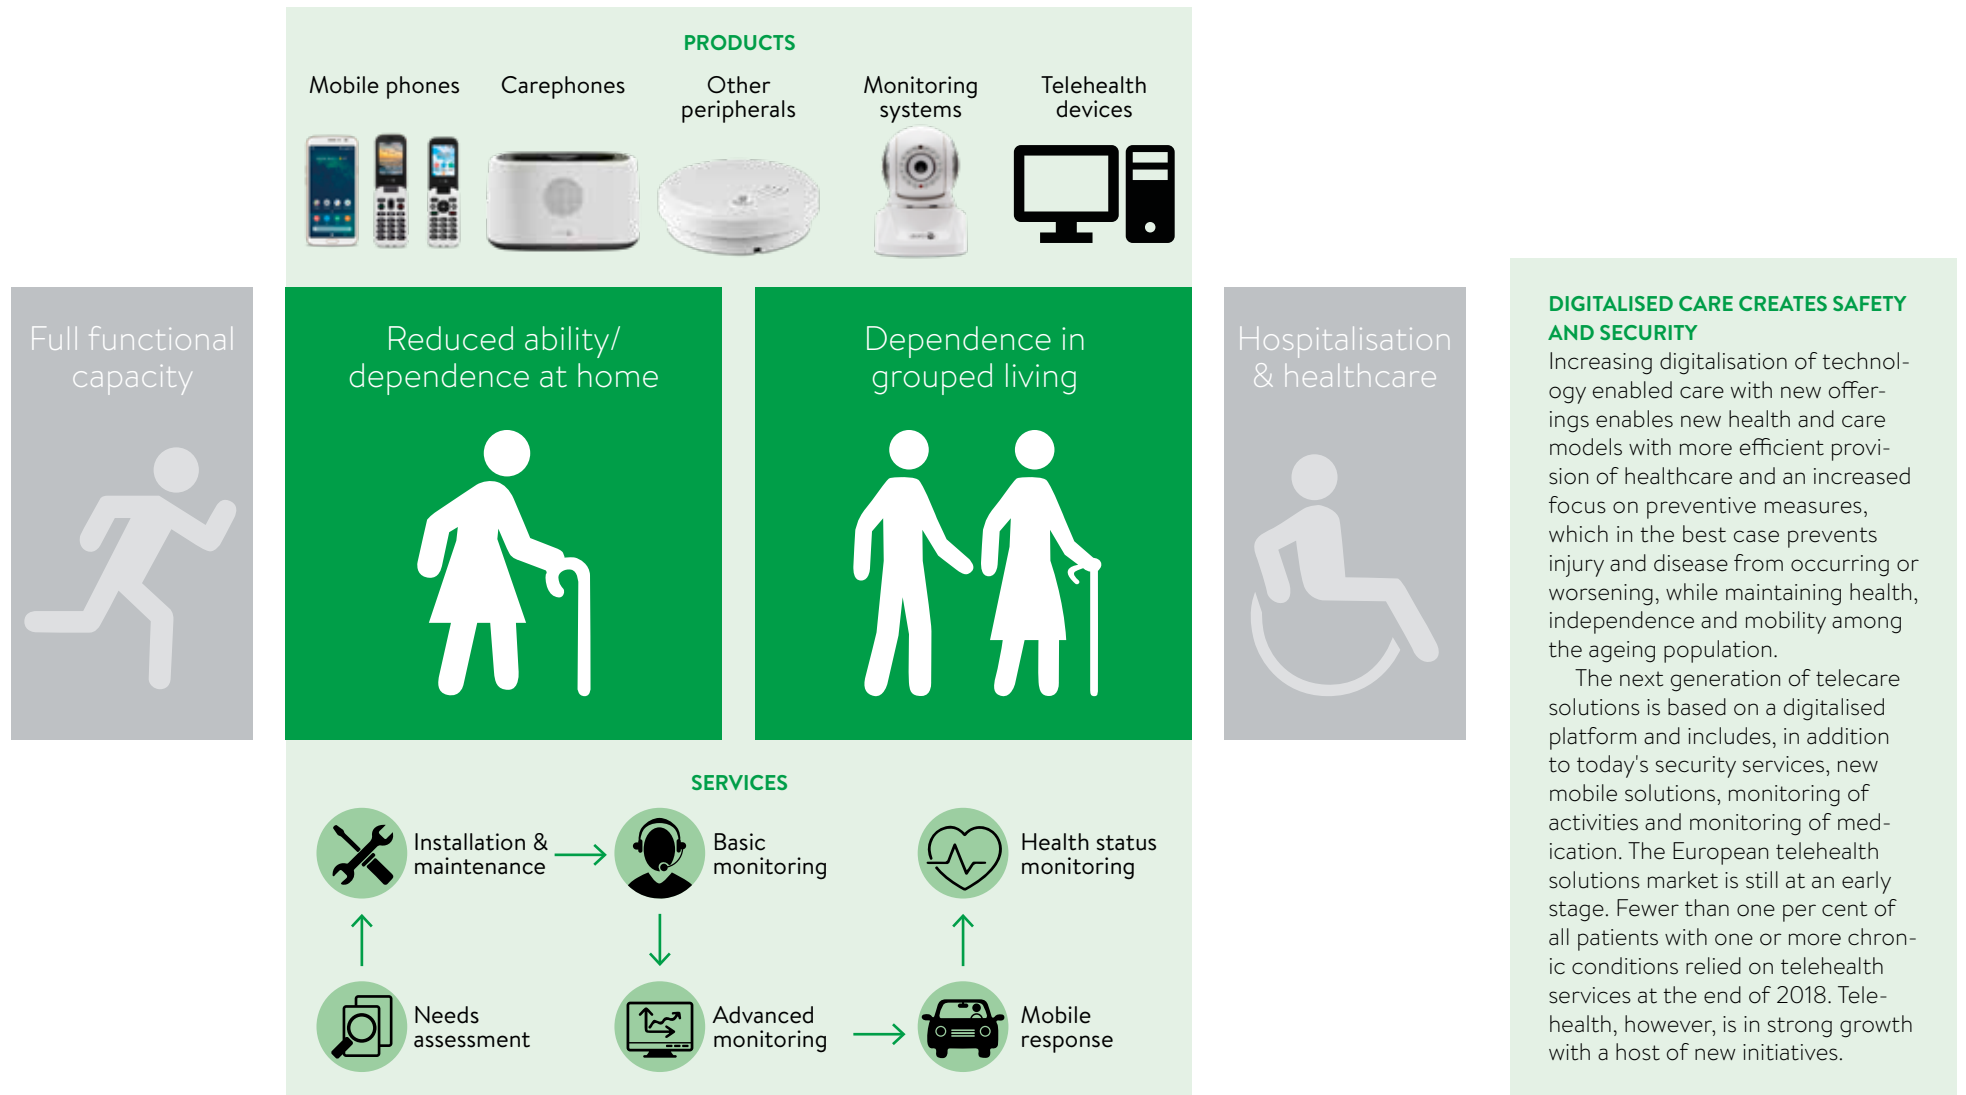 PRODUCTS
Mobile phones
Carephones
Other
peripherals
Monitoring
systems
Telehealth
devices
Full functional
capacity
Reduced ability/
dependence at home
Dependence in
grouped living
Hospitalisation
& healthcare
SERVICES
Installation &
maintenance
Basic
monitoring
Health status
monitoring
Needs
assessment
Advanced
monitoring
Mobile
response
DIGITALISED CARE CREATES SAFETY
AND SECURITY
Increasing digitalisation of technol-
ogy enabled care with new offer-
ings enables new health and care
models with more efficient provi-
sion of healthcare and an increased
focus on preventive measures,
which in the best case prevents
injury and disease from occurring or
worsening, while maintaining health,
independence and mobility among
the ageing population.
The next generation of telecare
solutions is based on a digitalised
platform and includes, in addition
to today's security services, new
mobile solutions, monitoring of
activities and monitoring of med-
ication. The European telehealth
solutions market is still at an early
stage. Fewer than one per cent of
all patients with one or more chron-
ic conditions relied on telehealth
services at the end of 2018. Tele-
health, however, is in strong growth
with a host of new initiatives.